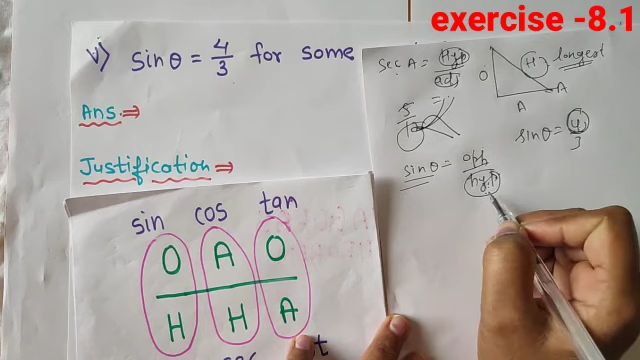 exercise -8.1
v) sin θ = 4/3 for some
Ans.⇒
Justification⇒
sin cos tan
O A O
H H A
sec A = Hyp/adj
O H longest
A A
sin θ = 4/3
sin θ = opp/hyp